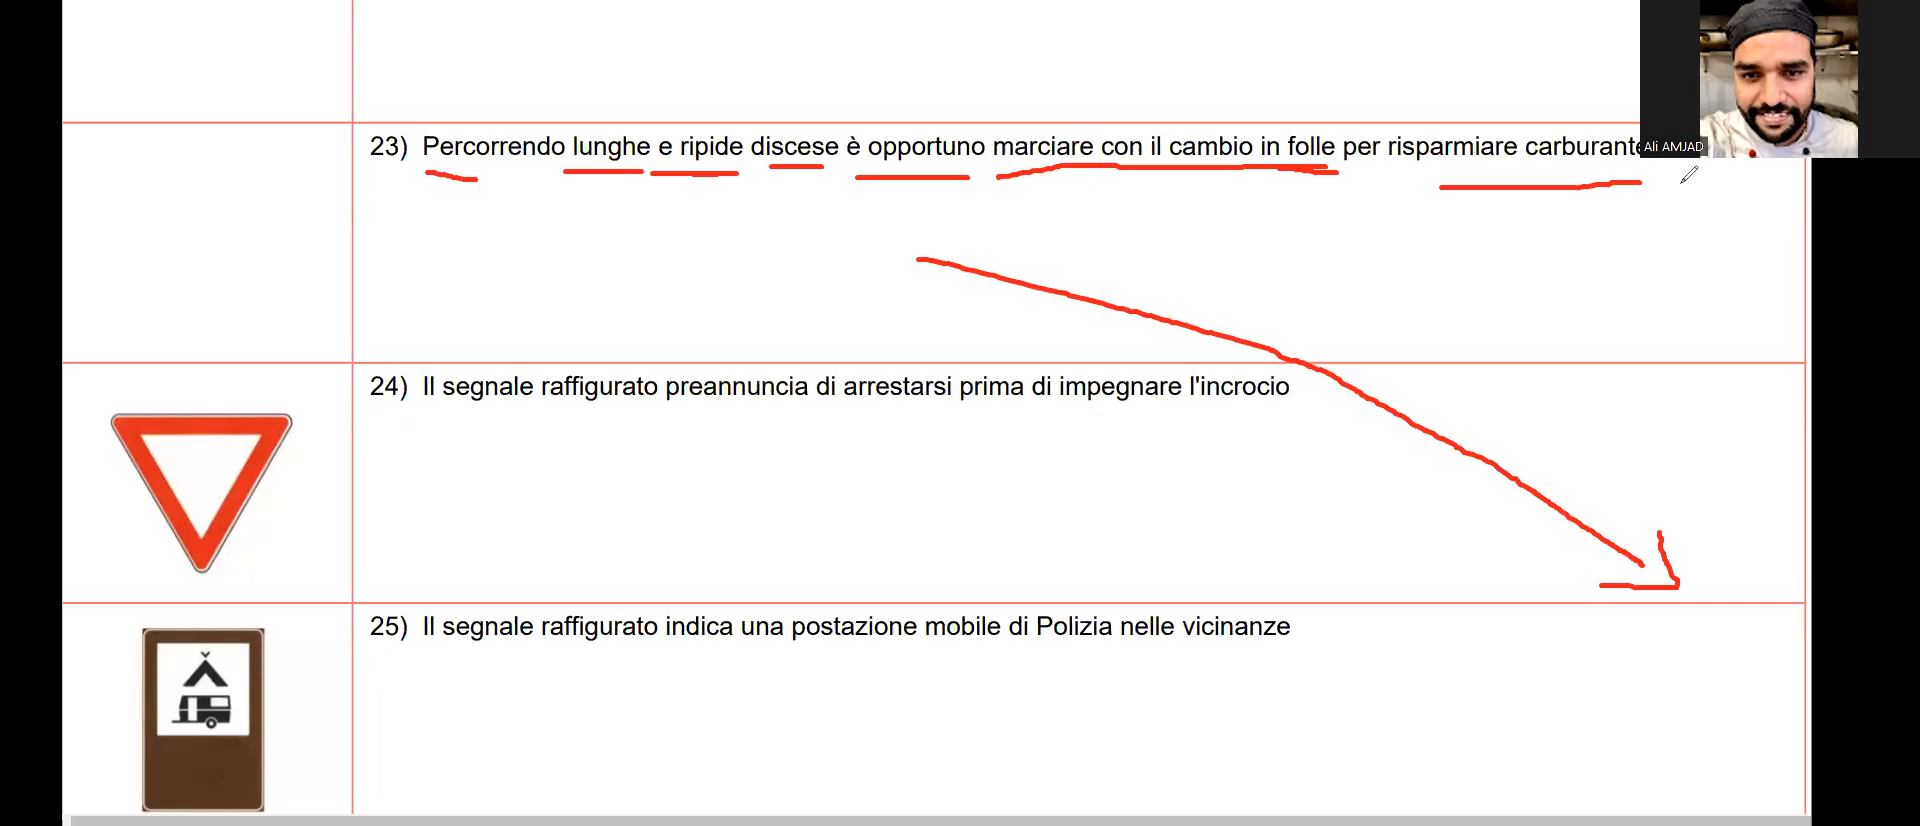 23) Percorrendo lunghe e ripide discese è opportuno marciare con il cambio in folle per risparmiare carburante
Ali AMJAD
24) Il segnale raffigurato preannuncia di arrestarsi prima di impegnare l'incrocio
25) Il segnale raffigurato indica una postazione mobile di Polizia nelle vicinanze